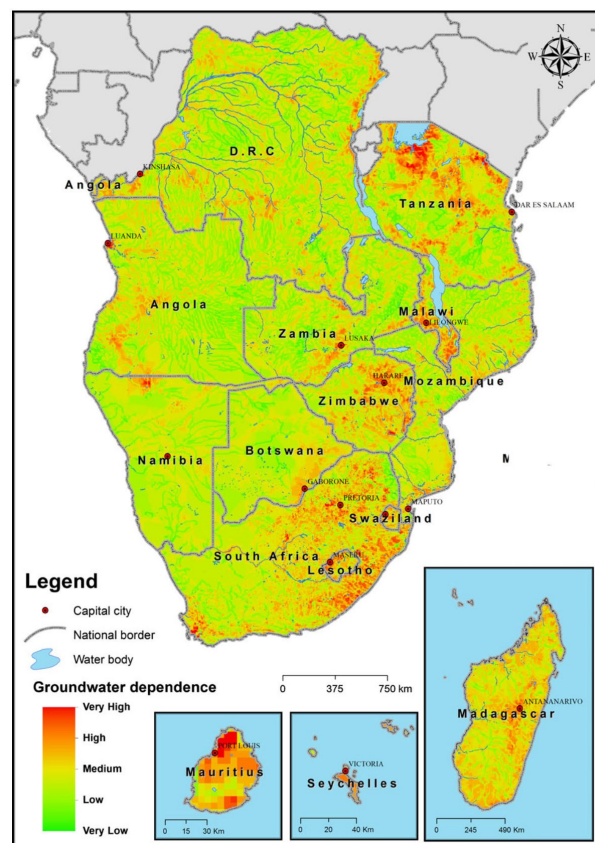 N
W E
S
D.R.C
KINSHASA
Angola
Tanzania
DAR ES SALAAM
LUANDA
Angola
Malawi
LILONGWE
Zambia
LUSAKA
HARARE
Mozambique
Zimbabwe
Botswana
Namibia
M
GABORONE
PRETORIA
MAPUTO
Swaziland
South Africa
MASERU
Lesotho
Legend
Capital city
National border
Water body
Groundwater dependence
Very High
High
Medium
Low
Very Low
0 375 750 km
PORT LOUIS
Mauritius
0 15 30 Km
VICTORIA
Seychelles
0 20 40 Km
ANTANANARIVO
Madagascar
0 245 490 Km